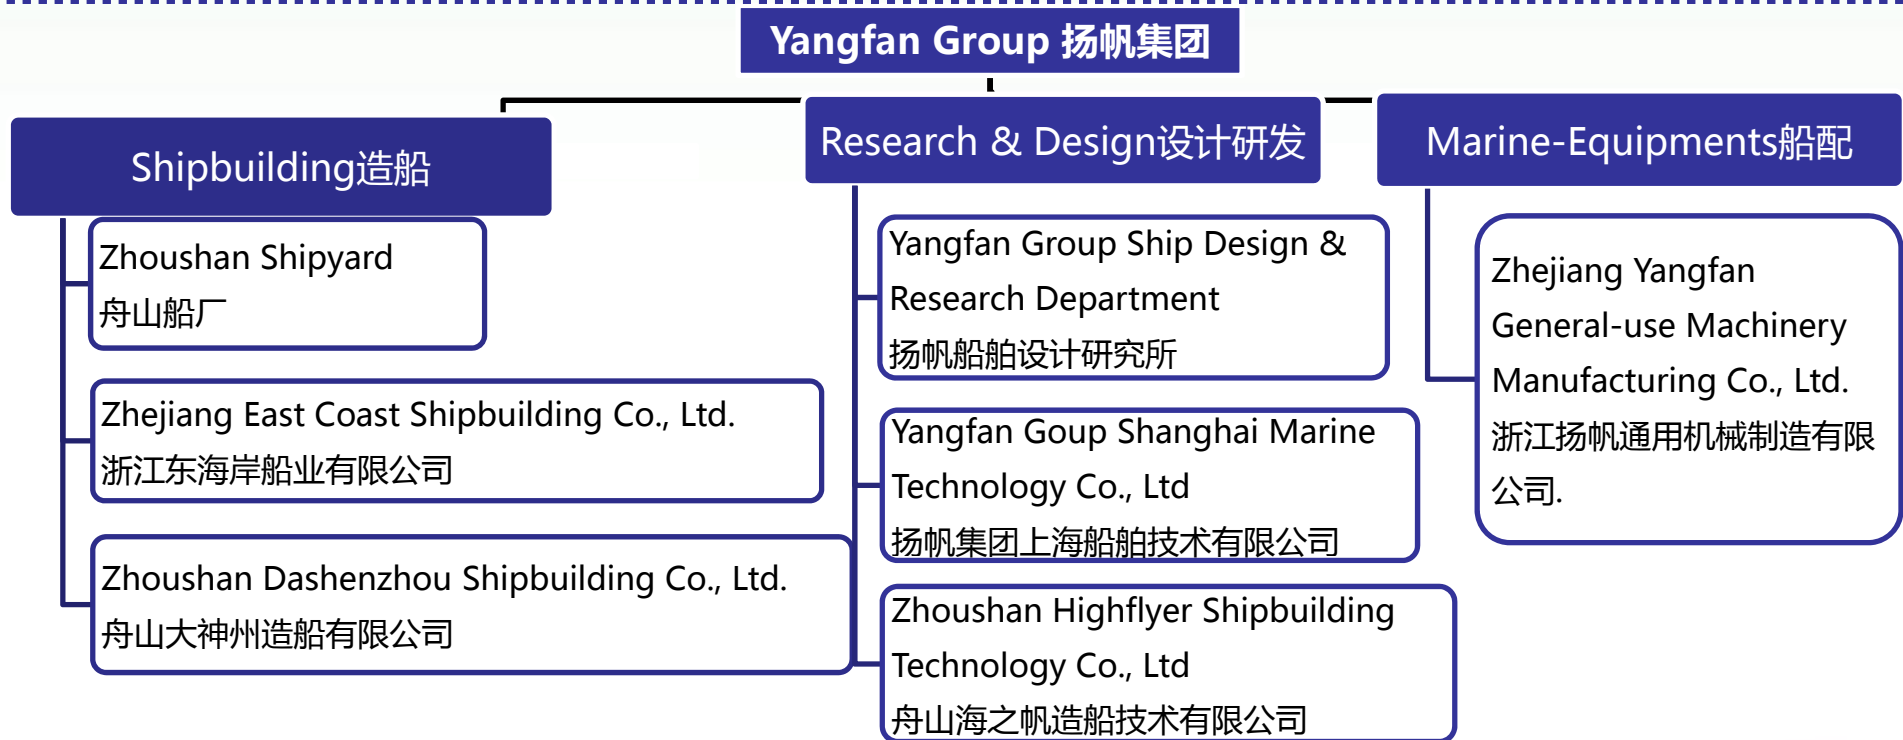 Yangfan Group 扬帆集团
Shipbuilding造船
Zhoushan Shipyard
舟山船厂
Zhejiang East Coast Shipbuilding Co., Ltd.
浙江东海岸船业有限公司
Zhoushan Dashenzhou Shipbuilding Co., Ltd.
舟山大神州造船有限公司
Research & Design设计研发
Yangfan Group Ship Design &
Research Department
扬帆船舶设计研究所
Yangfan Goup Shanghai Marine
Technology Co., Ltd
扬帆集团上海船舶技术有限公司
Zhoushan Highflyer Shipbuilding
Technology Co., Ltd
舟山海之帆造船技术有限公司
Marine-Equipments船配
Zhejiang Yangfan
General-use Machinery
Manufacturing Co., Ltd.
浙江扬帆通用机械制造有限
公司.